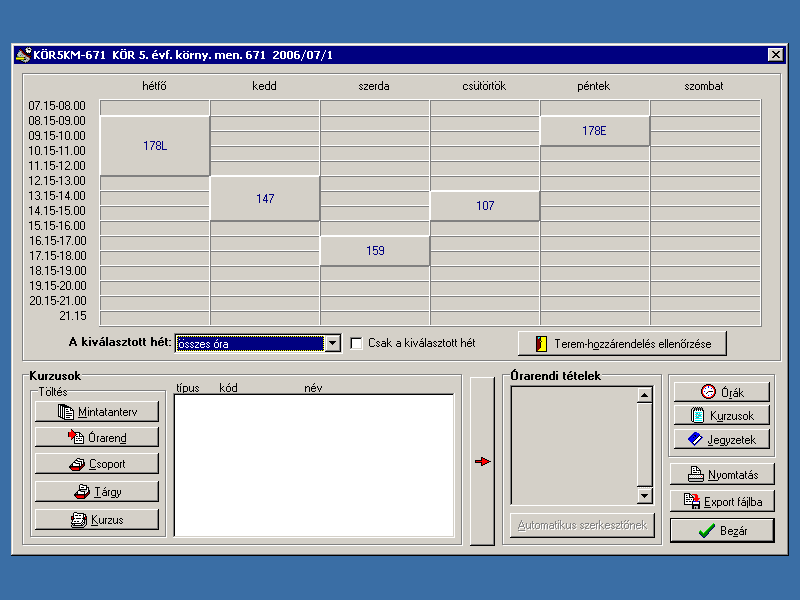 KÖR5KM-671 KÖR 5. évf. körny. men. 671 2006/07/1
hétfő kedd szerda csütörtök péntek szombat
07.15-08.00
08.15-09.00
09.15-10.00
10.15-11.00
11.15-12.00
12.15-13.00
13.15-14.00
14.15-15.00
15.15-16.00
16.15-17.00
17.15-18.00
18.15-19.00
19.15-20.00
20.15-21.00
21.15
178L
147
159
107
178E
A kiválasztott hét: összes óra Csak a kiválasztott hét Terem-hozzárendelés ellenőrzése
Kurzusok
Töltés
Mintatanterv
Órarend
Csoport
Tárgy
Kurzus
típus kód név
Órarendi tételek
Automatikus szerkesztőnek
Órák
Kurzusok
Jegyzetek
Nyomtatás
Export fájlba
Bezár